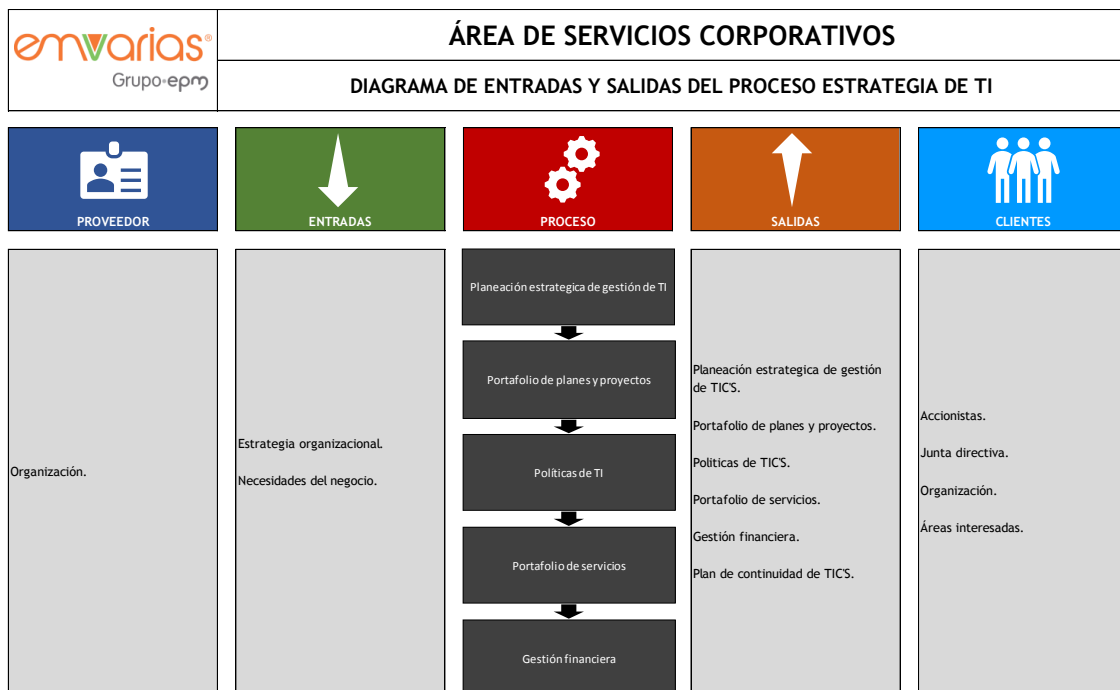 emvarias®
Grupo·epm
ÁREA DE SERVICIOS CORPORATIVOS
DIAGRAMA DE ENTRADAS Y SALIDAS DEL PROCESO ESTRATEGIA DE TI
PROVEEDOR
ENTRADAS
PROCESO
SALIDAS
CLIENTES
Organización.
Estrategia organizacional.
Necesidades del negocio.
Planeación estrategica de gestión de TI
Portafolio de planes y proyectos
Políticas de TI
Portafolio de servicios
Gestión financiera
Planeación estrategica de gestión
de TIC'S.
Portafolio de planes y proyectos.
Politicas de TIC'S.
Portafolio de servicios.
Gestión financiera.
Plan de continuidad de TIC'S.
Accionistas.
Junta directiva.
Organización.
Áreas interesadas.